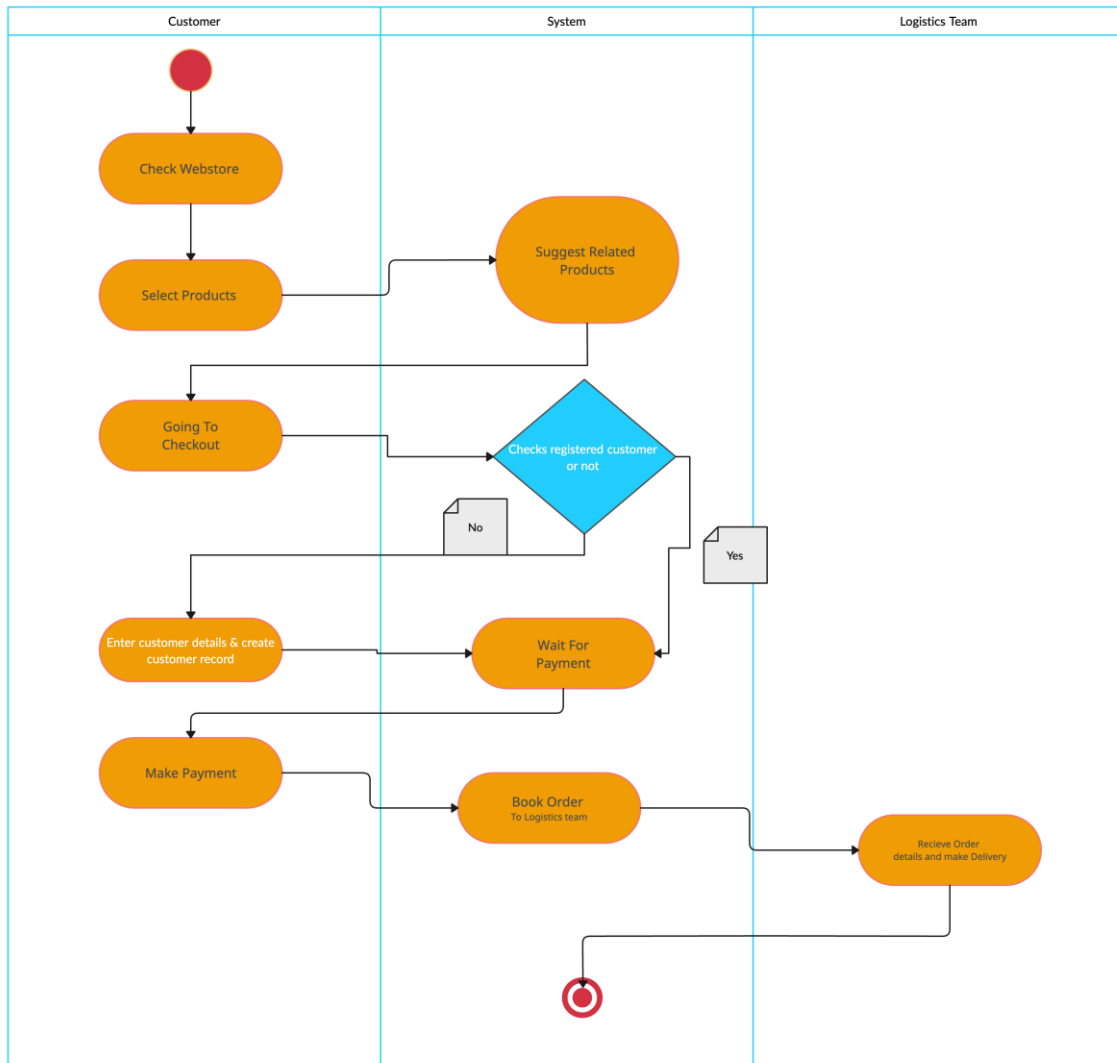 Customer
System
Logistics Team
Check Webstore
Suggest Related
Products
Select Products
Going To
Checkout
Checks registered customer
or not
No
Yes
Enter customer details & create
customer record
Wait For
Payment
Make Payment
Book Order
To Logistics team
Recieve Order
details and make Delivery